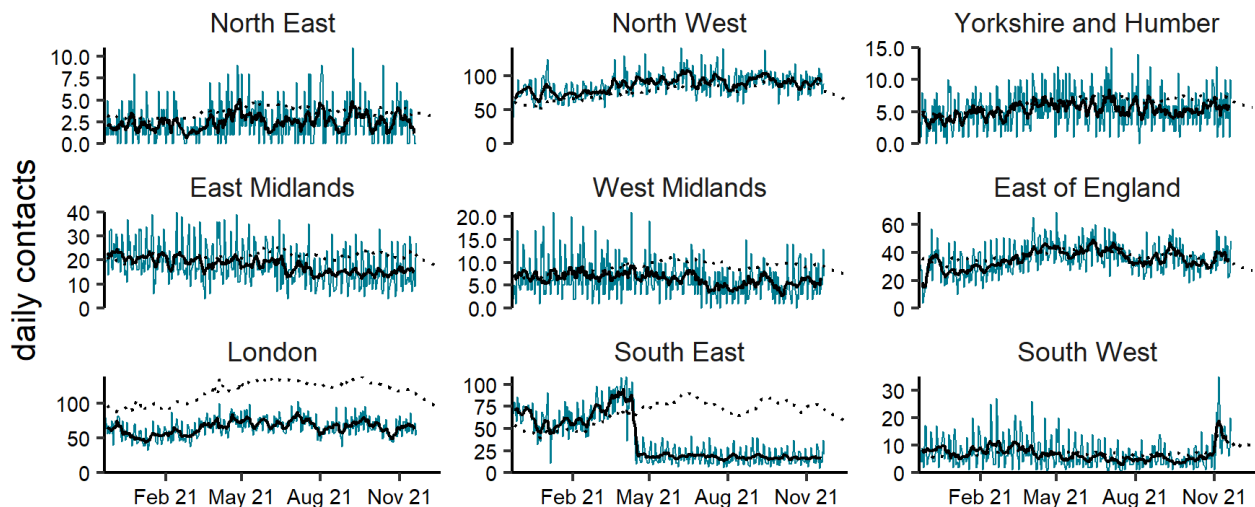 North East
North West
Yorkshire and Humber
10.0
7.5
5.0
2.5
0.0
100
50
0
15.0
10.0
5.0
0.0
East Midlands
West Midlands
East of England
40
30
20
10
0
20.0
15.0
10.0
5.0
0.0
60
40
20
0
daily contacts
London
South East
South West
100
50
0
100
75
50
25
0
30
20
10
0
Feb 21 May 21 Aug 21 Nov 21
Feb 21 May 21 Aug 21 Nov 21
Feb 21 May 21 Aug 21 Nov 21